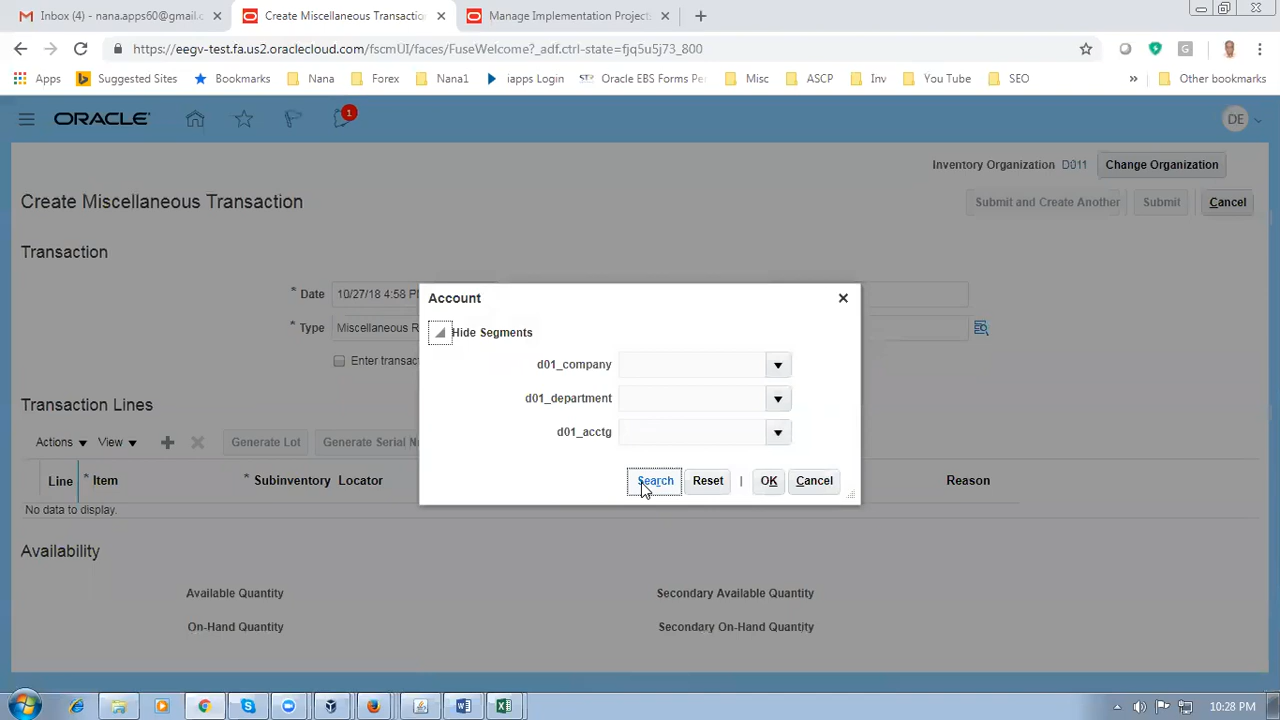 Inbox (4) - nana.apps60@gmail.c
Create Miscellaneous Transactio
Manage Implementation Project
https://eegv-test.fa.us2.oraclecloud.com/fscmUI/faces/FuseWelcome?_adf.ctrl-state=fjq5u5j73_800
Apps Suggested Sites Bookmarks Nana Forex Nana1 iapps Login Oracle EBS Forms Pe Misc ASCP Inv You Tube SEO » Other bookmarks
ORACLE 1 DE
Inventory Organization D011 Change Organization
Create Miscellaneous Transaction Submit and Create Another Submit Cancel
Transaction
* Date 10/27/18 4:58 P
* Type Miscellaneous R
Enter transac
Account
Hide Segments
d01_company
d01_department
d01_acctg
Search Reset | OK Cancel
Transaction Lines
Actions View Generate Lot Generate Serial Nu
Line * Item * Subinventory Locator Reason
No data to display.
Availability
Available Quantity Secondary Available Quantity
On-Hand Quantity Secondary On-Hand Quantity
10:28 PM